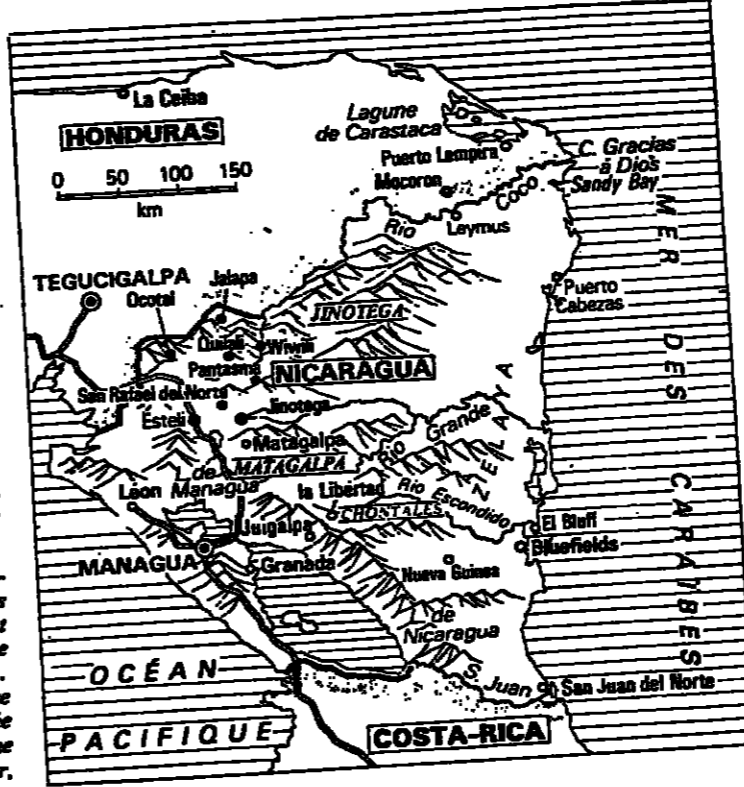 La Ceiba
HONDURAS
Lagune
de Carastaca
Puerto Lempira
Mocoron
C. Gracias
à Dios
Sandy Bay
0 50 100 150
km
Rio Coco
Leymus
TEGUCIGALPA
Jalapa
Ocotal
JINOTEGA
Puerto
Cabezas
Quilali
Wiwili
Pantasma
NICARAGUA
San Rafael del Norte
Jinotega
Esteli
Rio Grande
Matagalpa
MATAGALPA
ZELAYA
de
Managua
Léon
la Libertad
Rio Escondido
CHONTALES
El Bluff
Juigalpa
Bluefields
MANAGUA
Granada
Nueva Guinea
L. de
Nicaragua
MER DES CARAIBES
OCÉAN
PACIFIQUE
S. Juan
San Juan del Norte
COSTA-RICA